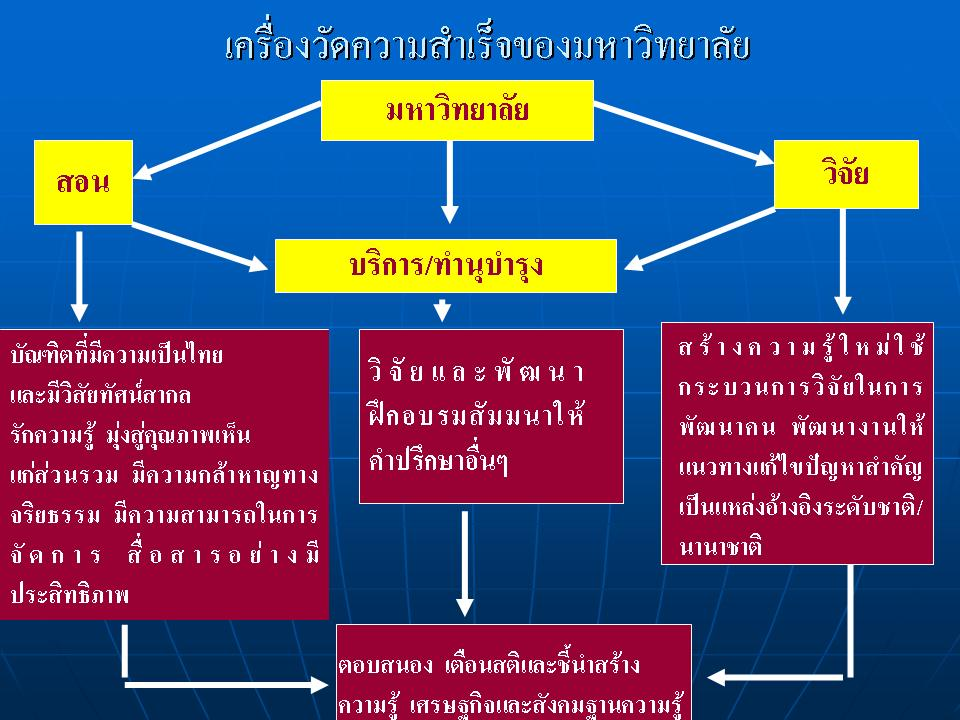 เครื่องวัดความสำเร็จของมหาวิทยาลัย
มหาวิทยาลัย
สอน
วิจัย
บริการ/ทำนุบำรุง
บัณฑิตที่มีความเป็นไทย
และมีวิสัยทัศน์สากล
รักความรู้ มุ่งสู่คุณภาพเห็น
แก่ส่วนรวม มีความกล้าหาญทาง
จริยธรรม มีความสามารถในการ
จัดการ สื่อสารอย่างมี
ประสิทธิภาพ
วิจัยและพัฒนา
ฝึกอบรมสัมมนาให้
คำปรึกษาอื่นๆ
สร้างความรู้ใหม่ใช้
กระบวนการวิจัยในการ
พัฒนาคน พัฒนางานให้
แนวทางแก้ไขปัญหาสำคัญ
เป็นแหล่งอ้างอิงระดับชาติ/
นานาชาติ
ตอบสนอง เตือนสติและชี้นำสร้าง
ความรู้ เศรษฐกิจและสังคมฐานความรู้